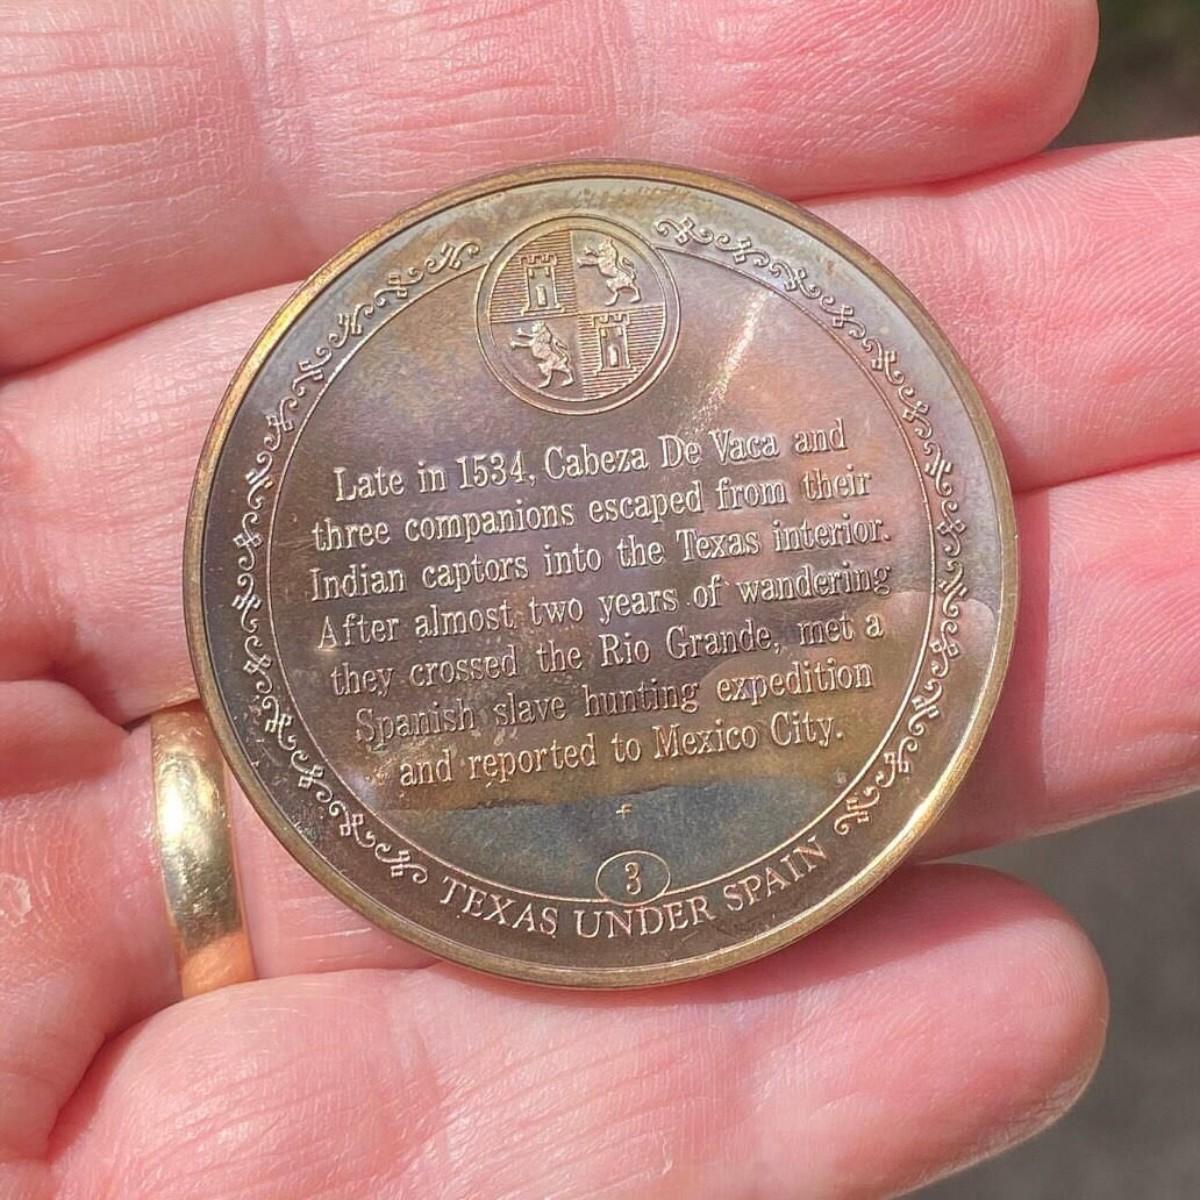 Late in 1534, Cabeza De Vaca and
three companions escaped from their
Indian captors into the Texas interior.
After almost two years of wandering
they crossed the Rio Grande, met a
Spanish slave hunting expedition
and reported to Mexico City.
3
TEXAS UNDER SPAIN